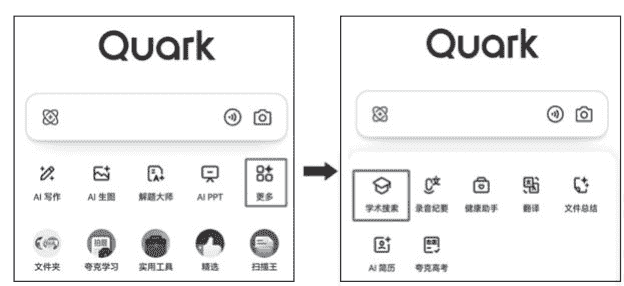 Quark
AI 写作
AI 生图
解题大师
AI PPT
更多
文件夹
夸克学习
实用工具
精选
扫描王
Quark
学术搜索
录音纪要
健康助手
翻译
文件总结
AI 简历
夸克高考